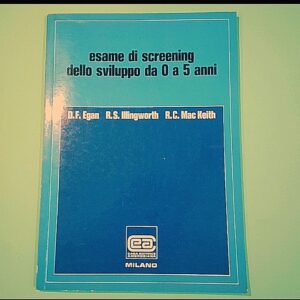 esame di screening
dello sviluppo da 0 a 5 anni
D.F. Egan R.S. Illingworth R.C. Mac Keith
MILANO